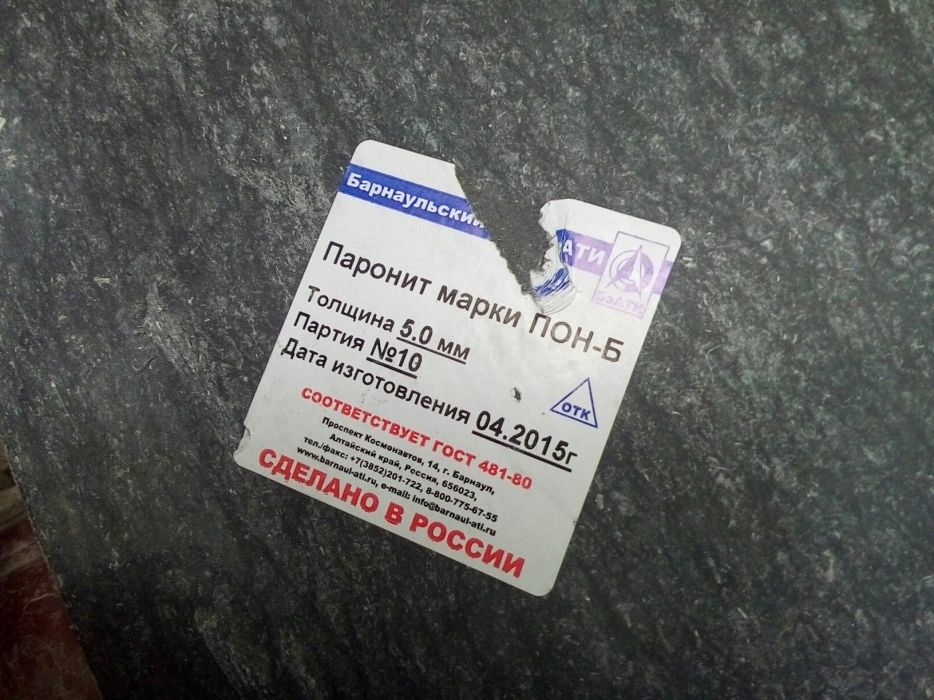 Барнаульский АТИ
Паронит марки ПОН-Б
Толщина 5.0 мм
Партия №10
Дата изготовления 04.2015г
ОТК
СООТВЕТСТВУЕТ ГОСТ 481-80
Проспект Космонавтов, 14, г. Барнаул,
Алтайский край, Россия, 656023,
тел./факс: +7(3852)201-722, 8-800-775-67-55
www.barnaul-ati.ru, e-mail: info@barnaul-ati.ru
СДЕЛАНО В РОССИИ